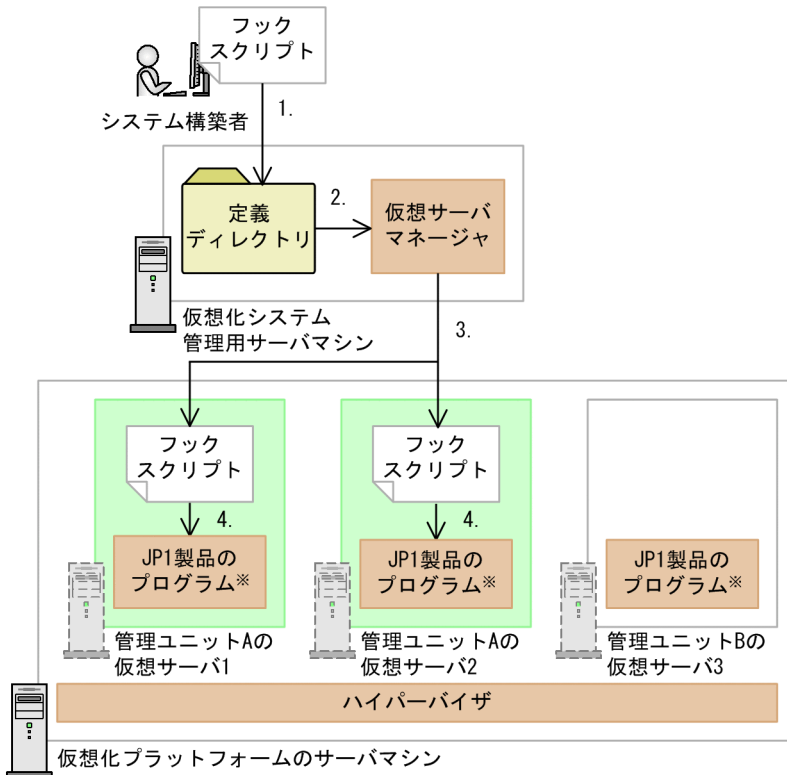 フック
スクリプト
システム構築者
1.
定義
ディレクトリ
2.
仮想サーバ
マネージャ
仮想化システム
管理用サーバマシン
3.
フック
スクリプト
フック
スクリプト
4.
4.
JP1製品の
プログラム※
JP1製品の
プログラム※
JP1製品の
プログラム※
管理ユニットAの
仮想サーバ1
管理ユニットAの
仮想サーバ2
管理ユニットBの
仮想サーバ3
ハイパーバイザ
仮想化プラットフォームのサーバマシン